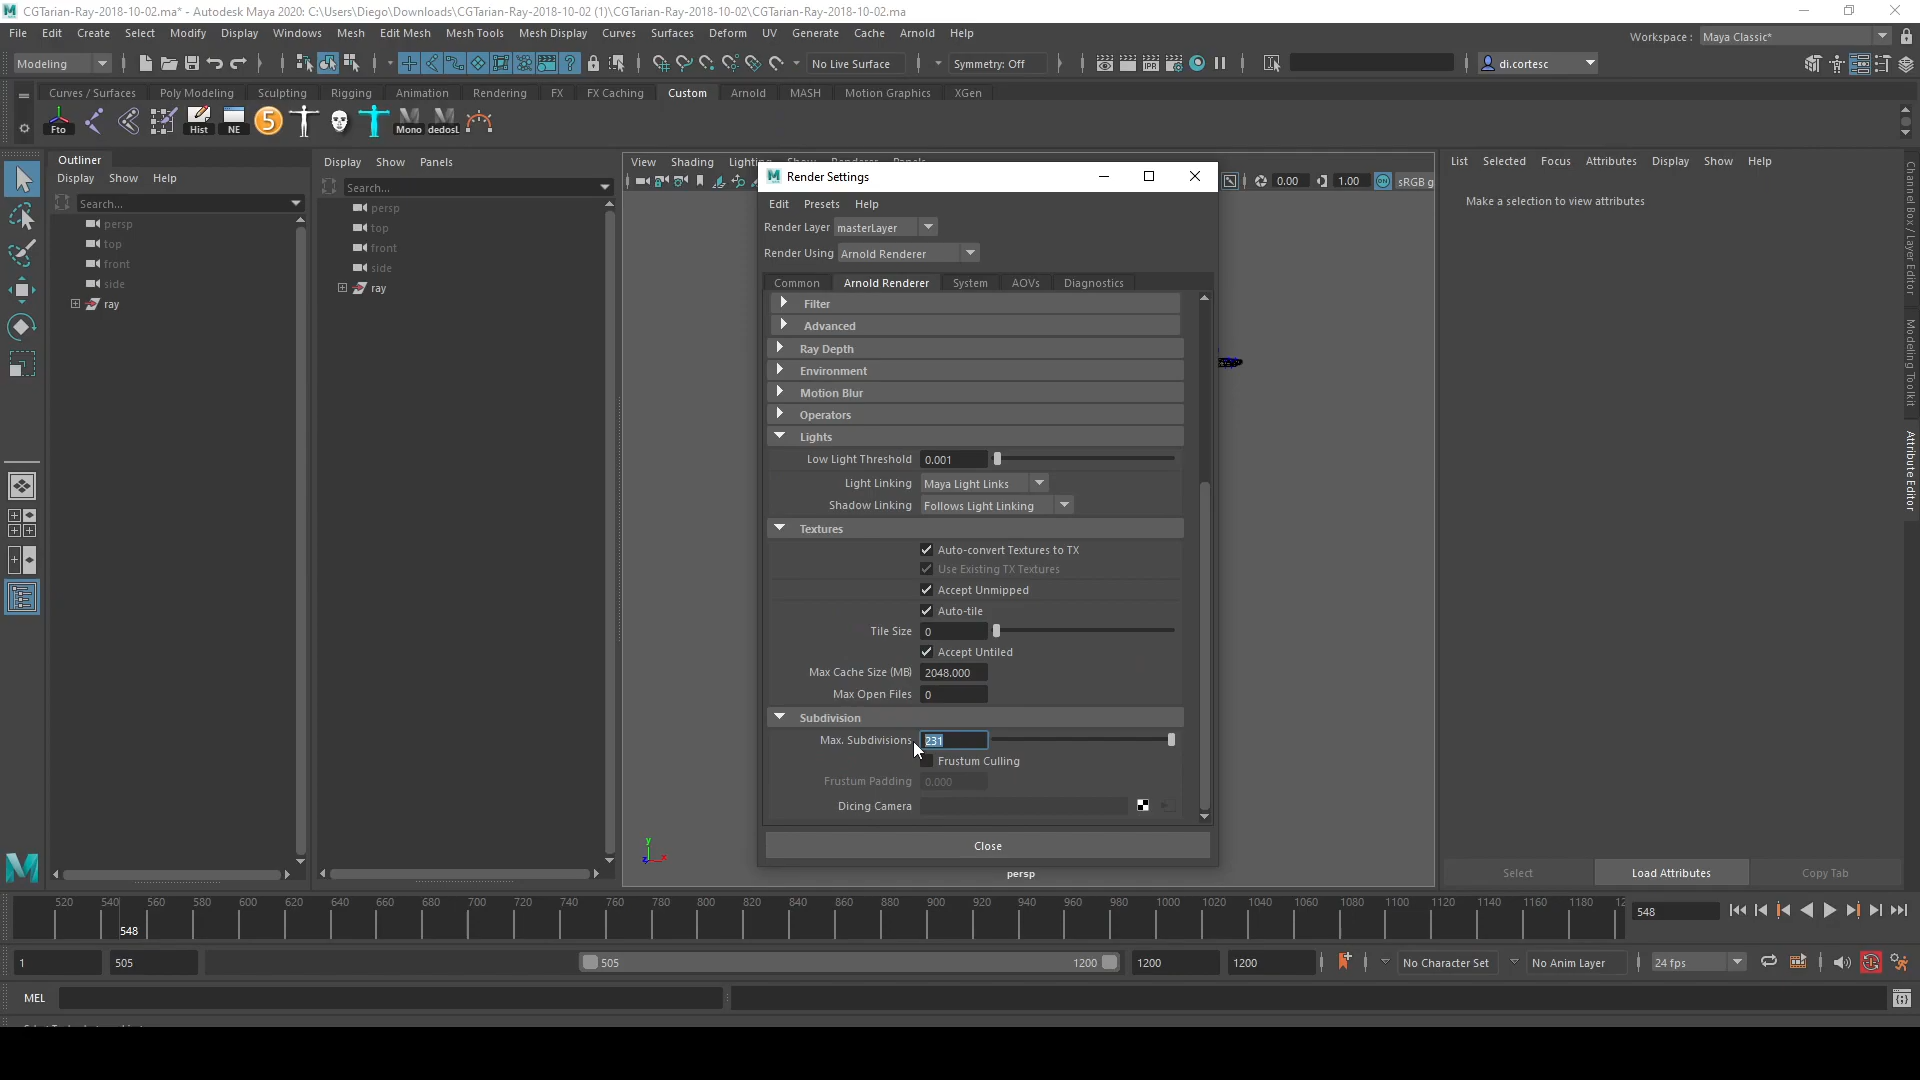 CGTarian-Ray-2018-10-02.ma* - Autodesk Maya 2020: C:\Users\Diego\Downloads\CGTarian-Ray-2018-10-02 (1)\CGTarian-Ray-2018-10-02\CGTarian-Ray-2018-10-02.ma
File Edit Create Select Modify Display Windows Mesh Edit Mesh Mesh Tools Mesh Display Curves Surfaces Deform UV Generate Cache Arnold Help
Workspace : Maya Classic*
Modeling No Live Surface Symmetry: Off di.cortesc
Curves / Surfaces Poly Modeling Sculpting Rigging Animation Rendering FX FX Caching Custom Arnold MASH Motion Graphics XGen
Fto Hist NE 5 Mono dedosL
Outliner
Display Show Help
Search...
persp
top
front
side
ray
Display Show Panels
Search...
persp
top
front
side
ray
View Shading
0.00 1.00 ON sRGB g
Render Settings
Edit Presets Help
Render Layer masterLayer
Render Using Arnold Renderer
Common Arnold Renderer System AOVs Diagnostics
Filter
Advanced
Ray Depth
Environment
Motion Blur
Operators
Lights
Low Light Threshold 0.001
Light Linking Maya Light Links
Shadow Linking Follows Light Linking
Textures
Auto-convert Textures to TX
Use Existing TX Textures
Accept Unmipped
Auto-tile
Tile Size 0
Accept Untiled
Max Cache Size (MB) 2048.000
Max Open Files 0
Subdivision
Max. Subdivisions 231
Frustum Culling
Frustum Padding 0.000
Dicing Camera
Close
y
z x
persp
List Selected Focus Attributes Display Show Help
Make a selection to view attributes
Select Load Attributes Copy Tab
Channel Box / Layer Editor
Modeling Toolkit
Attribute Editor
520 540 560 580 600 620 640 660 680 700 720 740 760 780 800 820 840 860 880 900 920 940 960 980 1000 1020 1040 1060 1080 1100 1120 1140 1160 1180 12
548
548
1 505 505 1200 1200 1200 No Character Set No Anim Layer 24 fps
MEL